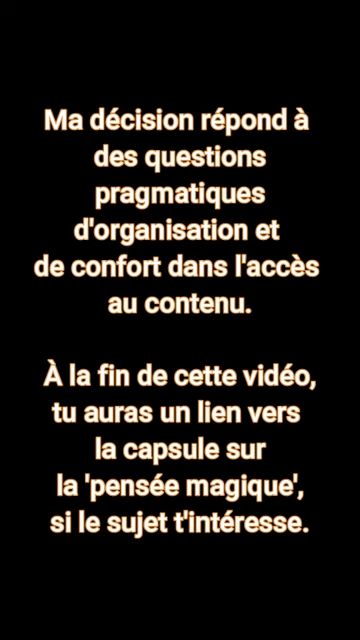 Ma décision répond à
des questions
pragmatiques
d'organisation et
de confort dans l'accès
au contenu.
À la fin de cette vidéo,
tu auras un lien vers
la capsule sur
la 'pensée magique',
si le sujet t'intéresse.